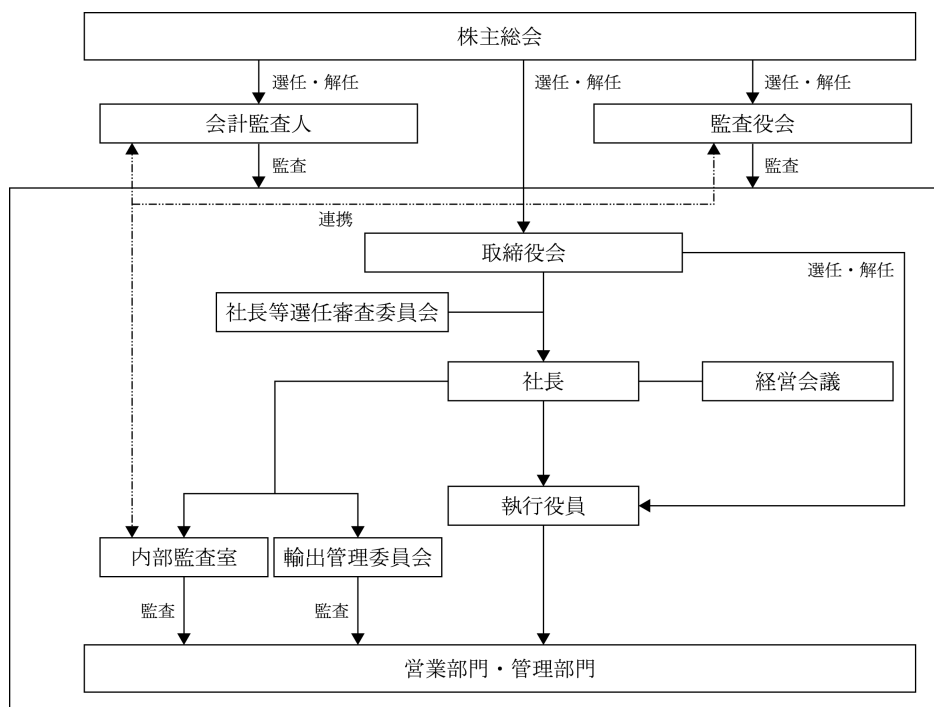 株主総会
選任・解任
選任・解任
選任・解任
会計監査人
監査役会
監査
監査
連携
取締役会
選任・解任
社長等選任審査委員会
社長
経営会議
執行役員
内部監査室
輸出管理委員会
監査
監査
営業部門・管理部門